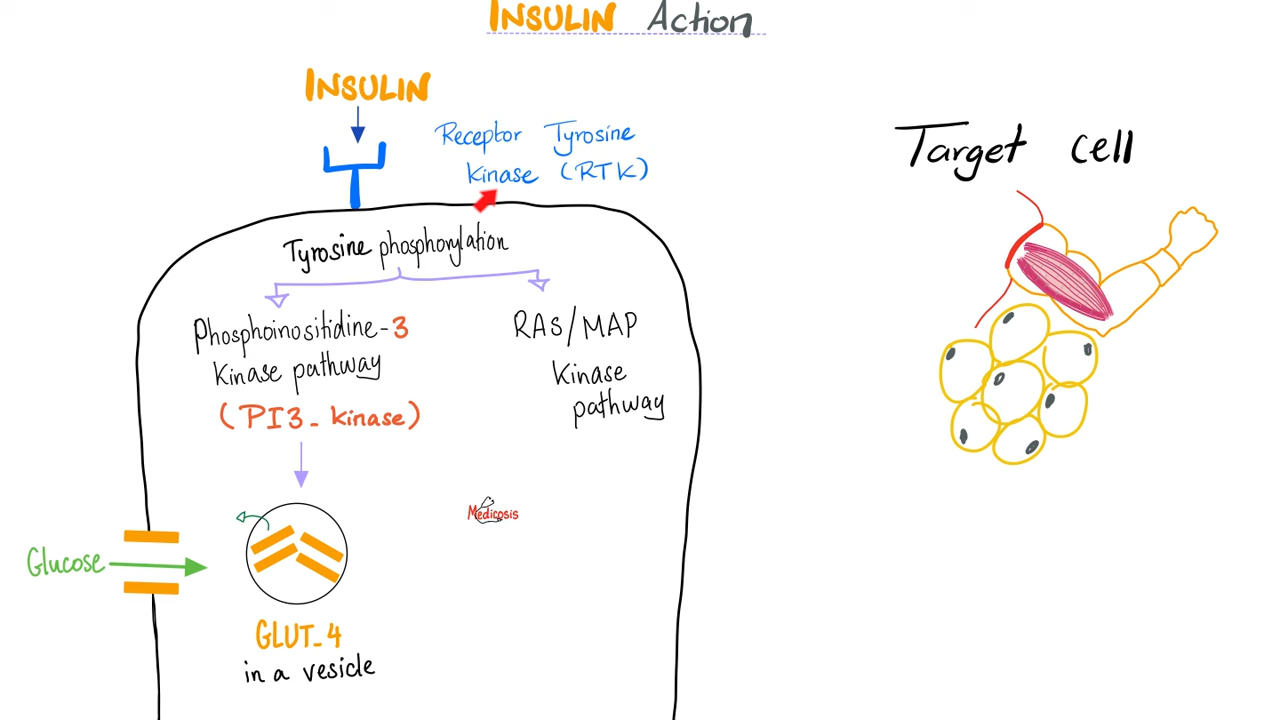 INSULIN Action
INSULIN
Receptor Tyrosine
Kinase (RTK)
Target cell
Tyrosine phosphorylation
Phosphoinositidine-3
Kinase pathway
(PI3-kinase)
RAS/MAP
Kinase
pathway
Medicosis
Glucose
GLUT-4
in a vesicle